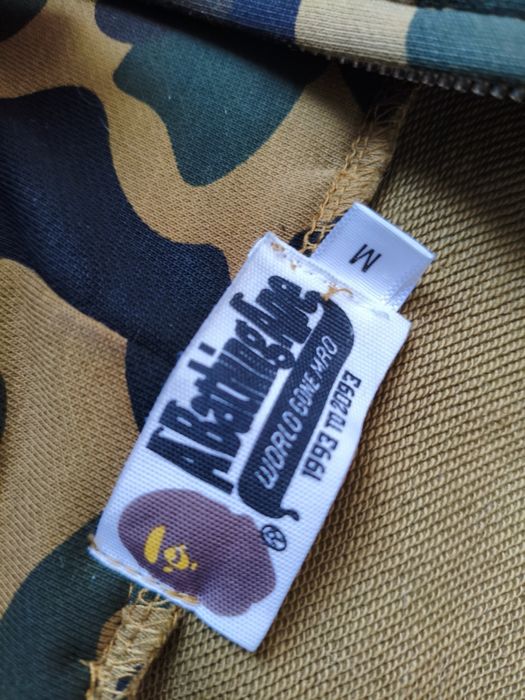 M
A Bathing Ape
WORLD GONE MAD
1993 TO 2093
®